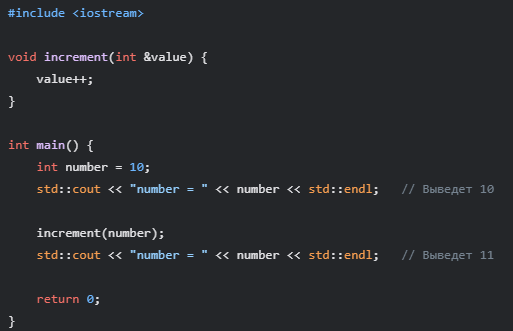 #include <iostream>

void increment(int &value) {
    value++;
}

int main() {
    int number = 10;
    std::cout << "number = " << number << std::endl;   // Выведет 10

    increment(number);
    std::cout << "number = " << number << std::endl;   // Выведет 11

    return 0;
}